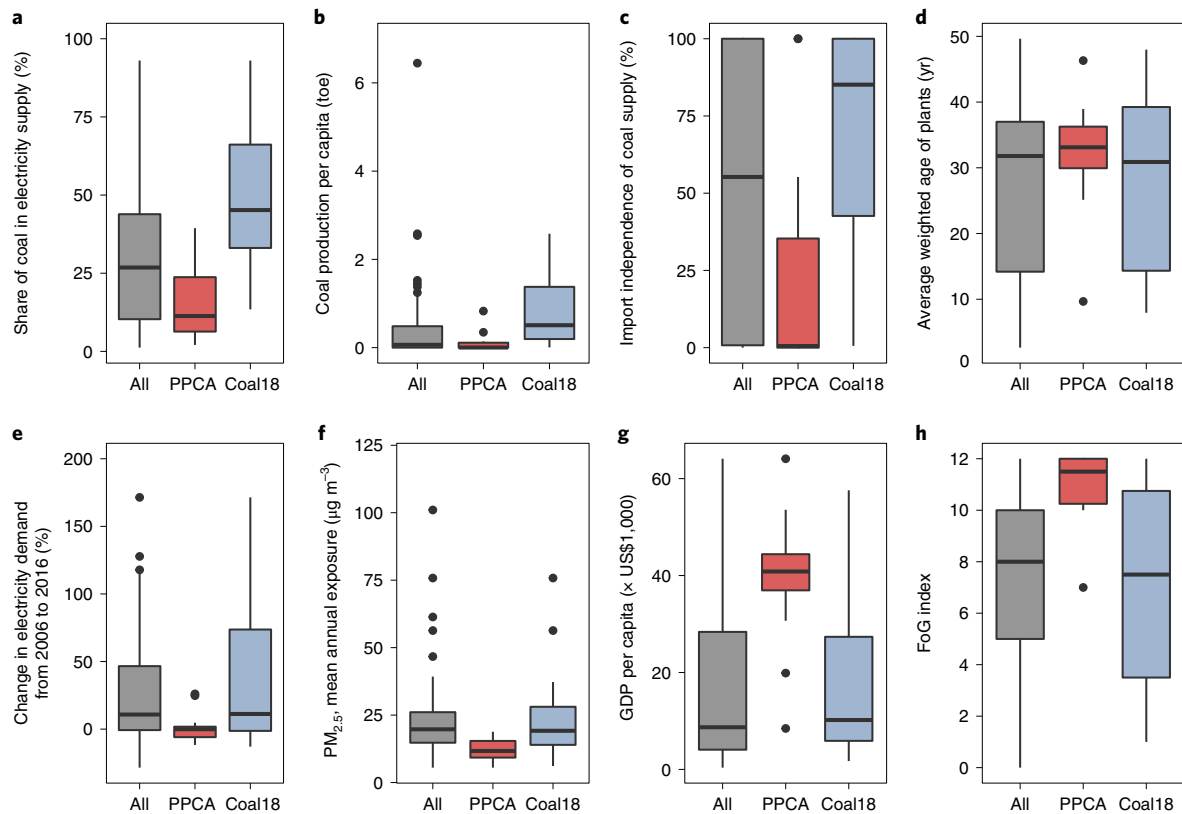 a
Share of coal in electricity supply (%)
100
75
50
25
0
All PPCA Coal18
b
Coal production per capita (toe)
6
4
2
0
All PPCA Coal18
c
Import independence of coal supply (%)
100
75
50
25
0
All PPCA Coal18
d
Average weighted age of plants (yr)
50
40
30
20
10
0
All PPCA Coal18
e
Change in electricity demand
from 2006 to 2016 (%)
200
150
100
50
0
All PPCA Coal18
f
PM2.5, mean annual exposure (μg m−3)
125
100
75
50
25
0
All PPCA Coal18
g
GDP per capita (× US$1,000)
60
40
20
0
All PPCA Coal18
h
FoG index
12
10
8
6
4
2
0
All PPCA Coal18